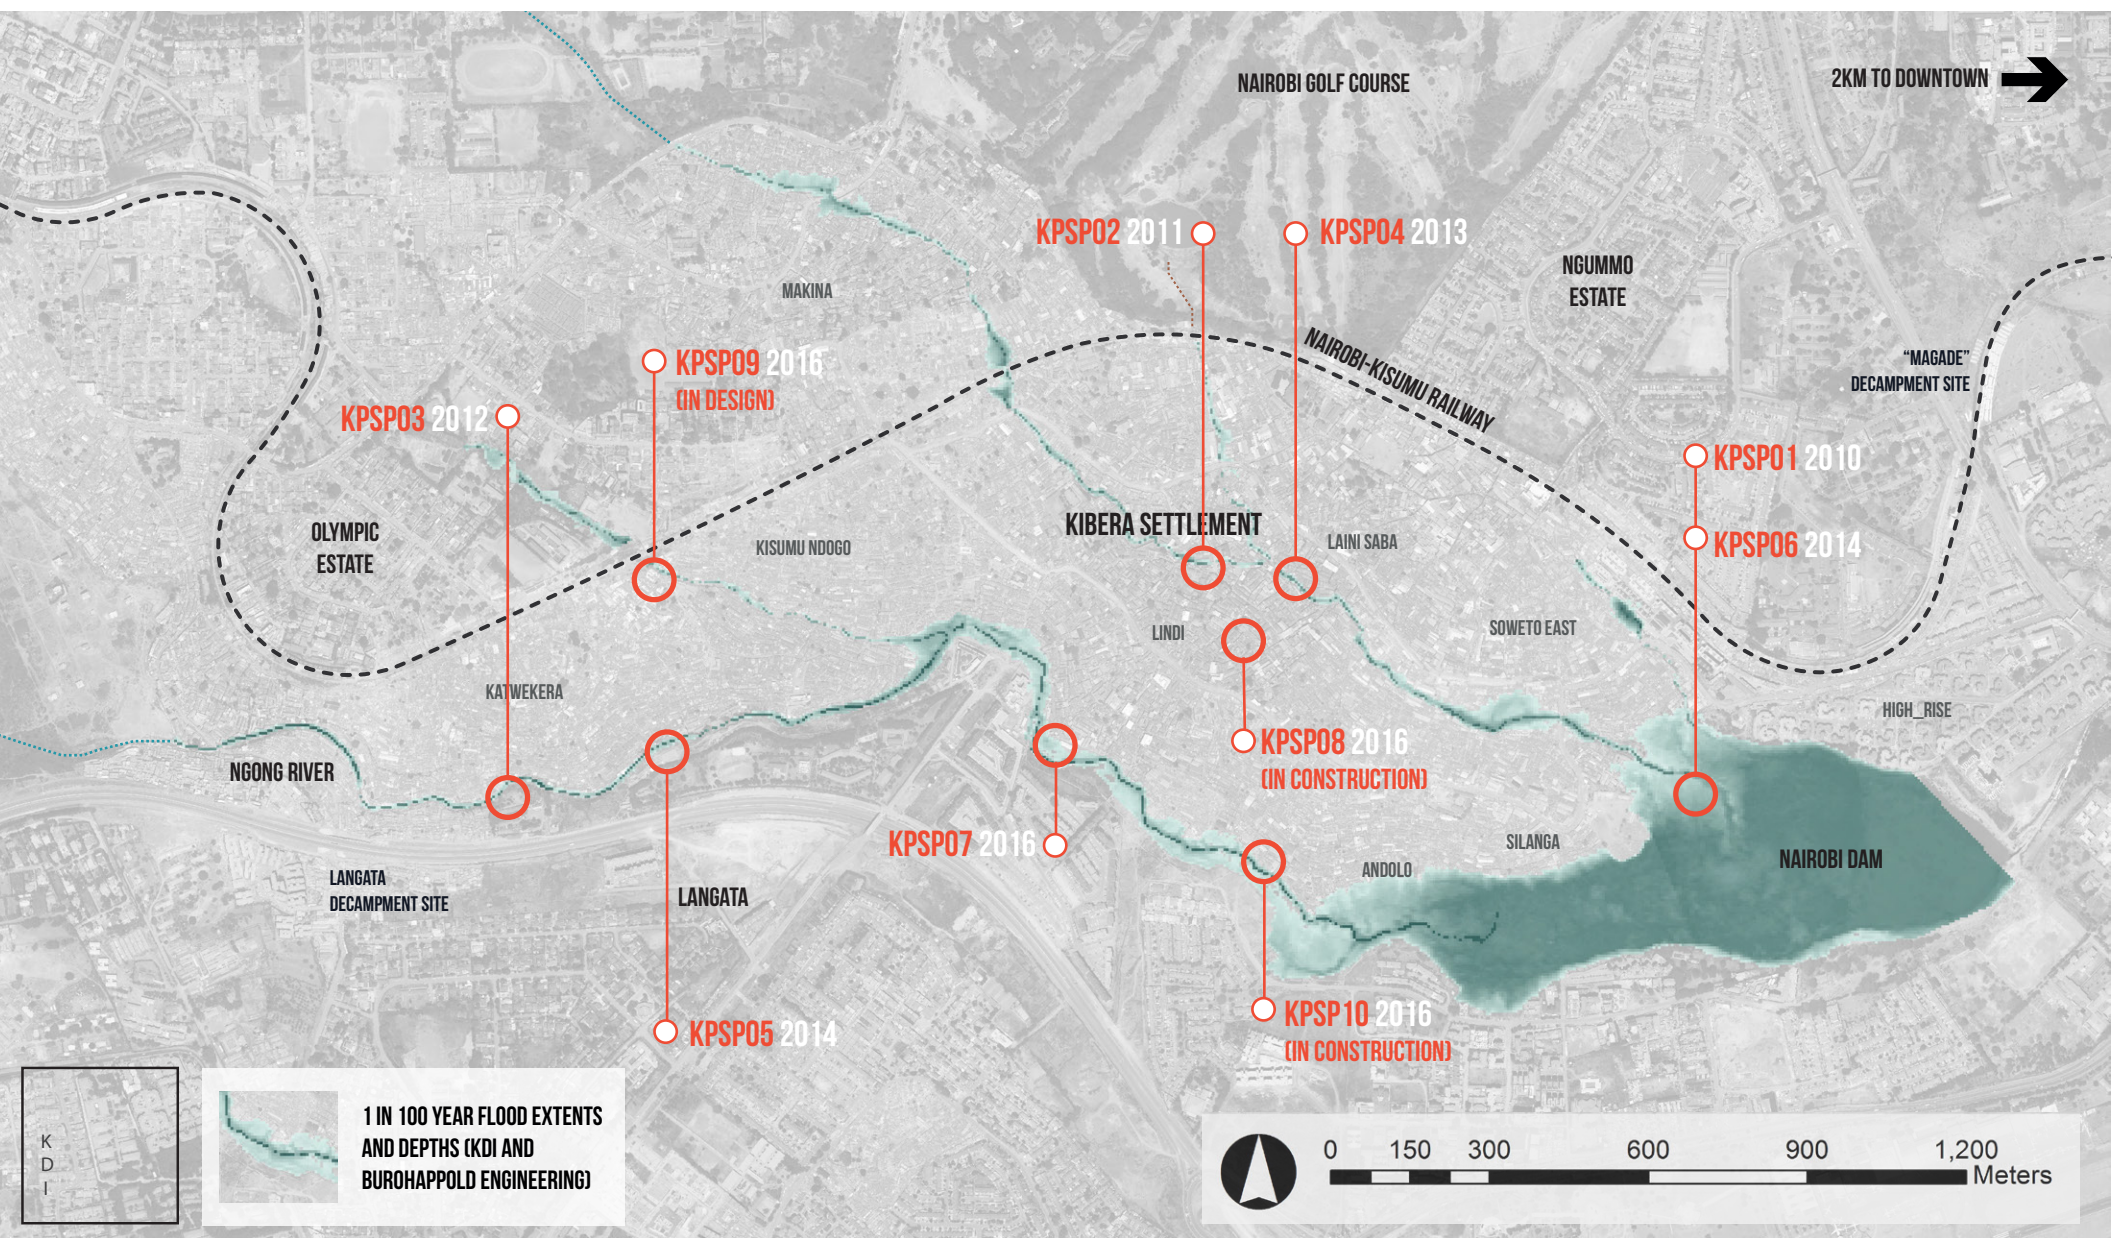 NAIROBI GOLF COURSE
2KM TO DOWNTOWN
KPSP02 2011
KPSP04 2013
NGUMMO
ESTATE
MAKINA
NAIROBI-KISUMU RAILWAY
"MAGADE"
DECAMPMENT SITE
KPSP09 2016
(IN DESIGN)
KPSP03 2012
KPSP01 2010
KPSP06 2014
OLYMPIC
ESTATE
KISUMU NDOGO
KIBERA SETTLEMENT
LAINI SABA
LINDI
SOWETO EAST
KATWEKERA
HIGH_RISE
NGONG RIVER
KPSP08 2016
(IN CONSTRUCTION)
KPSP07 2016
SILANGA
ANDOLO
NAIROBI DAM
LANGATA
DECAMPMENT SITE
LANGATA
KPSP05 2014
KPSP10 2016
(IN CONSTRUCTION)
K
D
I
1 IN 100 YEAR FLOOD EXTENTS
AND DEPTHS (KDI AND
BUROHAPPOLD ENGINEERING)
0 150 300 600 900 1,200
Meters